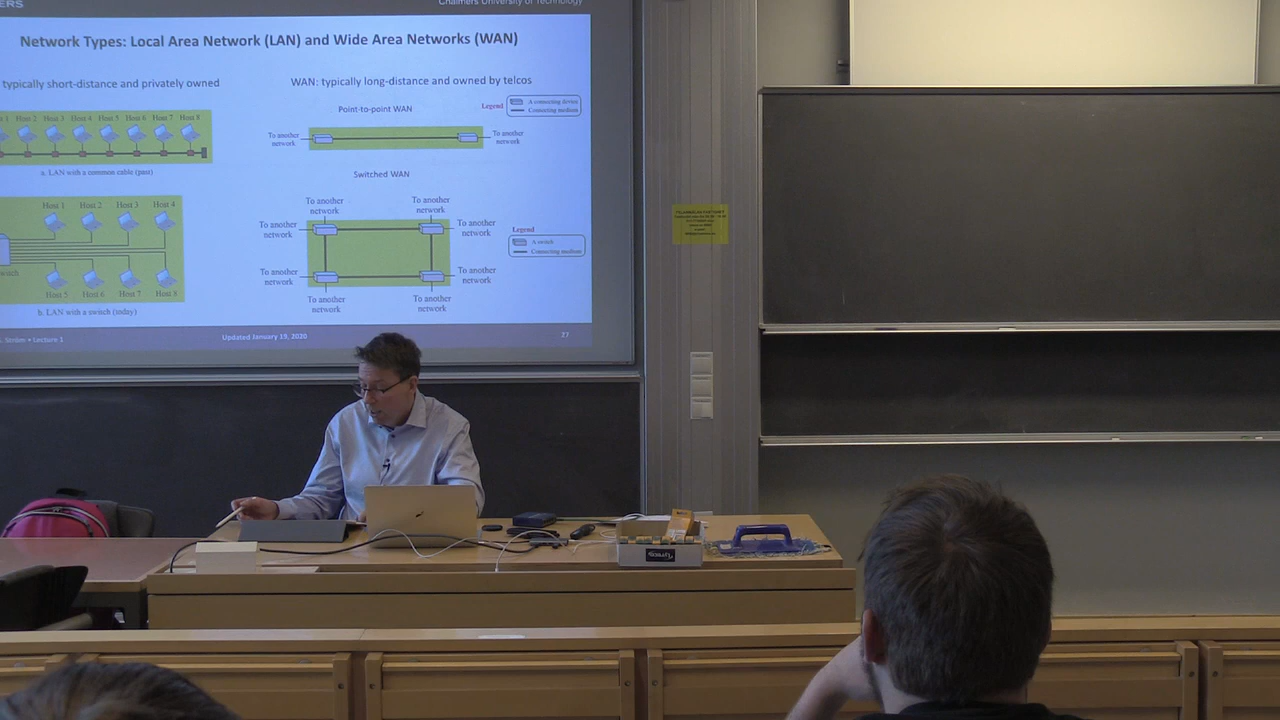 ERS
Chalmers University of Technology
Network Types: Local Area Network (LAN) and Wide Area Networks (WAN)
typically short-distance and privately owned
WAN: typically long-distance and owned by telcos
Point-to-point WAN
Legend
A connecting device
Connecting medium
Host 2 Host 3 Host 4 Host 5 Host 6 Host 7 Host 8
To another
network
To another
network
a. LAN with a common cable (past)
Switched WAN
Host 1 Host 2 Host 3 Host 4
To another
network
To another
network
To another
network
To another
network
Legend
A switch
Connecting medium
To another
network
To another
network
Host 5 Host 6 Host 7 Host 8
To another
network
To another
network
b. LAN with a switch (today)
Ström • Lecture 1
Updated January 19, 2020
27